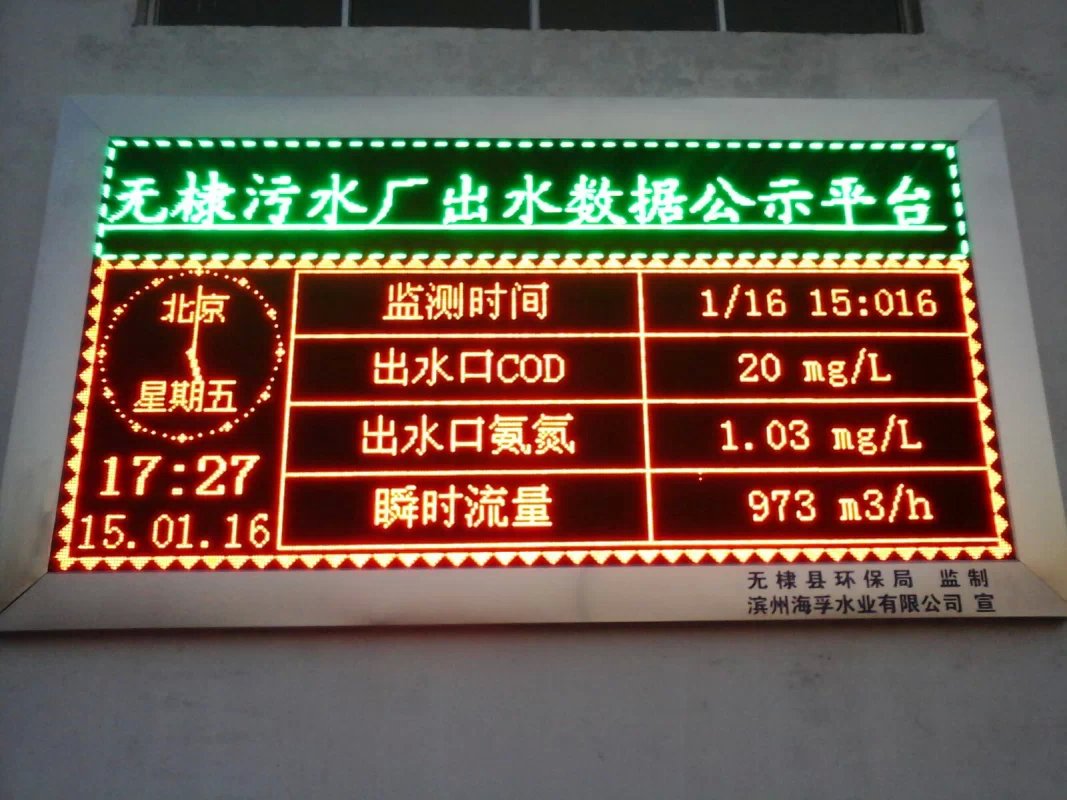 无棣污水厂出水数据公示平台
北京
星期五
17:27
15.01.16
监测时间 1/16 15:016
出水口COD 20 mg/L
出水口氨氮 1.03 mg/L
瞬时流量 973 m3/h
无棣县环保局 监制
滨州海孚水业有限公司 宣